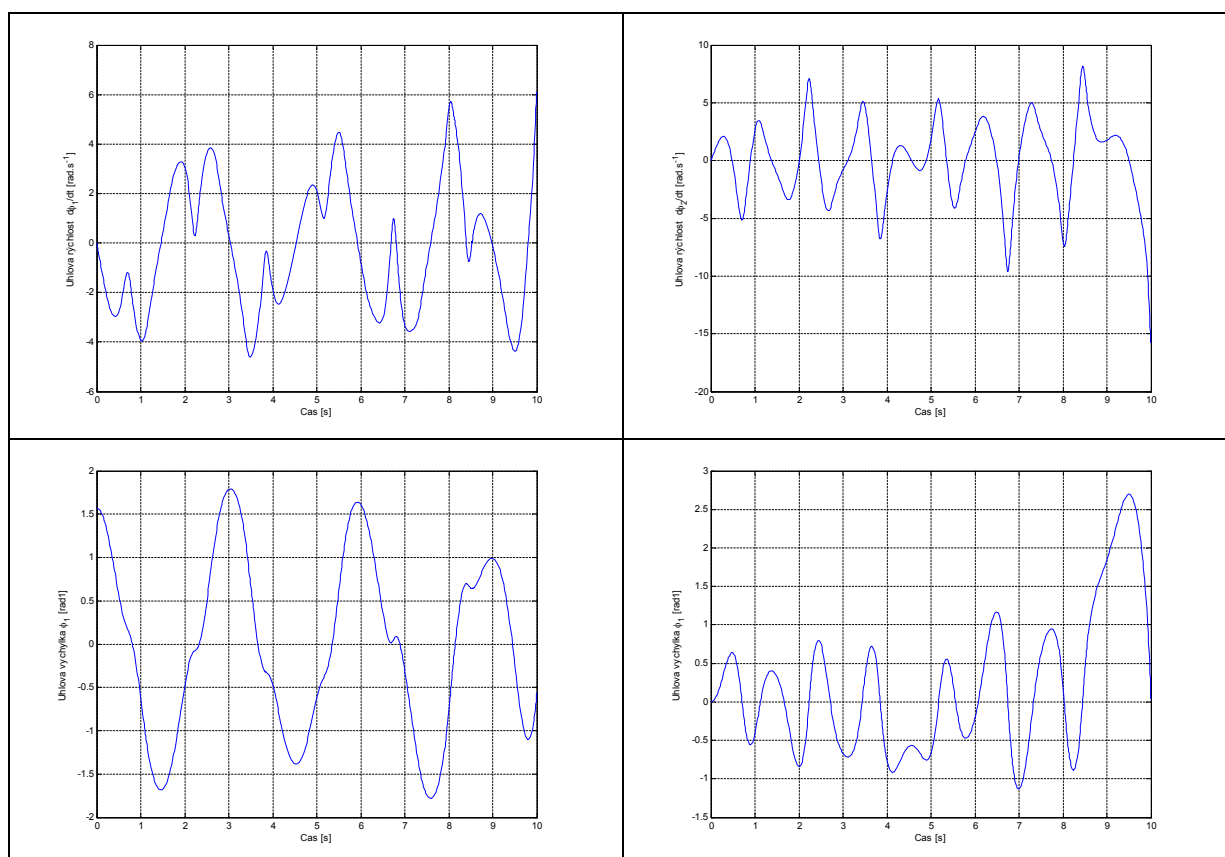 8
6
4
2
0
-2
-4
-6
Uhlova rýchlost dφ₁/dt [rad.s⁻¹]
0 1 2 3 4 5 6 7 8 9 10
Cas [s]
10
5
0
-5
-10
-15
-20
Uhlova rýchlost dφ₂/dt [rad.s⁻¹]
0 1 2 3 4 5 6 7 8 9 10
Cas [s]
2
1.5
1
0.5
0
-0.5
-1
-1.5
-2
Uhlova vychylka ϕ₁ [rad1]
0 1 2 3 4 5 6 7 8 9 10
Cas [s]
3
2.5
2
1.5
1
0.5
0
-0.5
-1
-1.5
Uhlova vychylka ϕ₁ [rad1]
0 1 2 3 4 5 6 7 8 9 10
Cas [s]